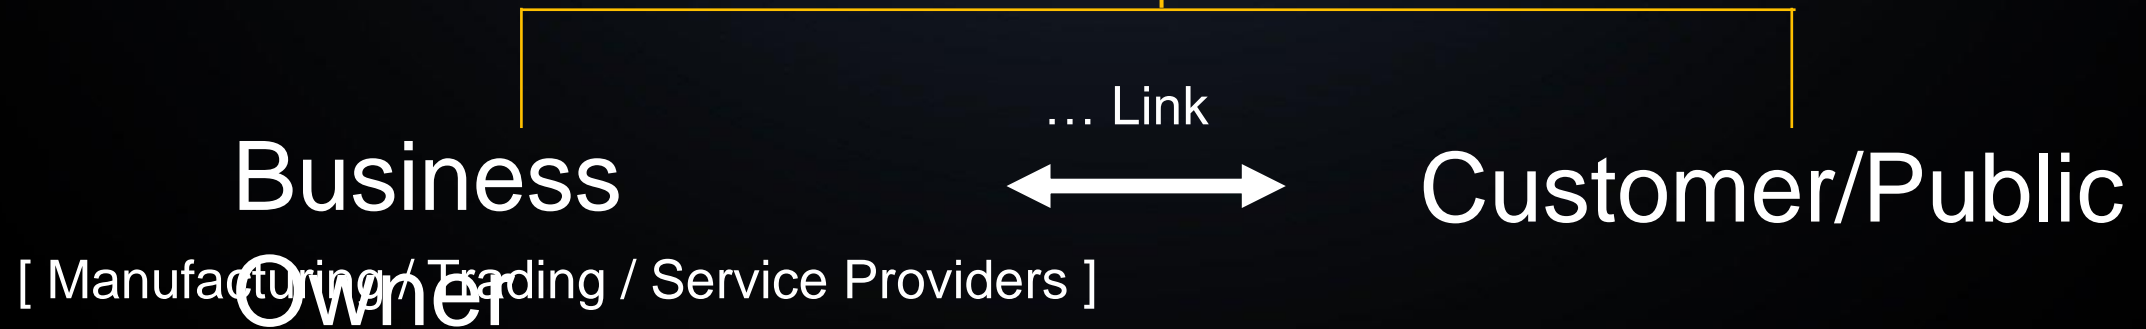 … Link
Business
Owner
Customer/Public
[ Manufacturing / Trading / Service Providers ]